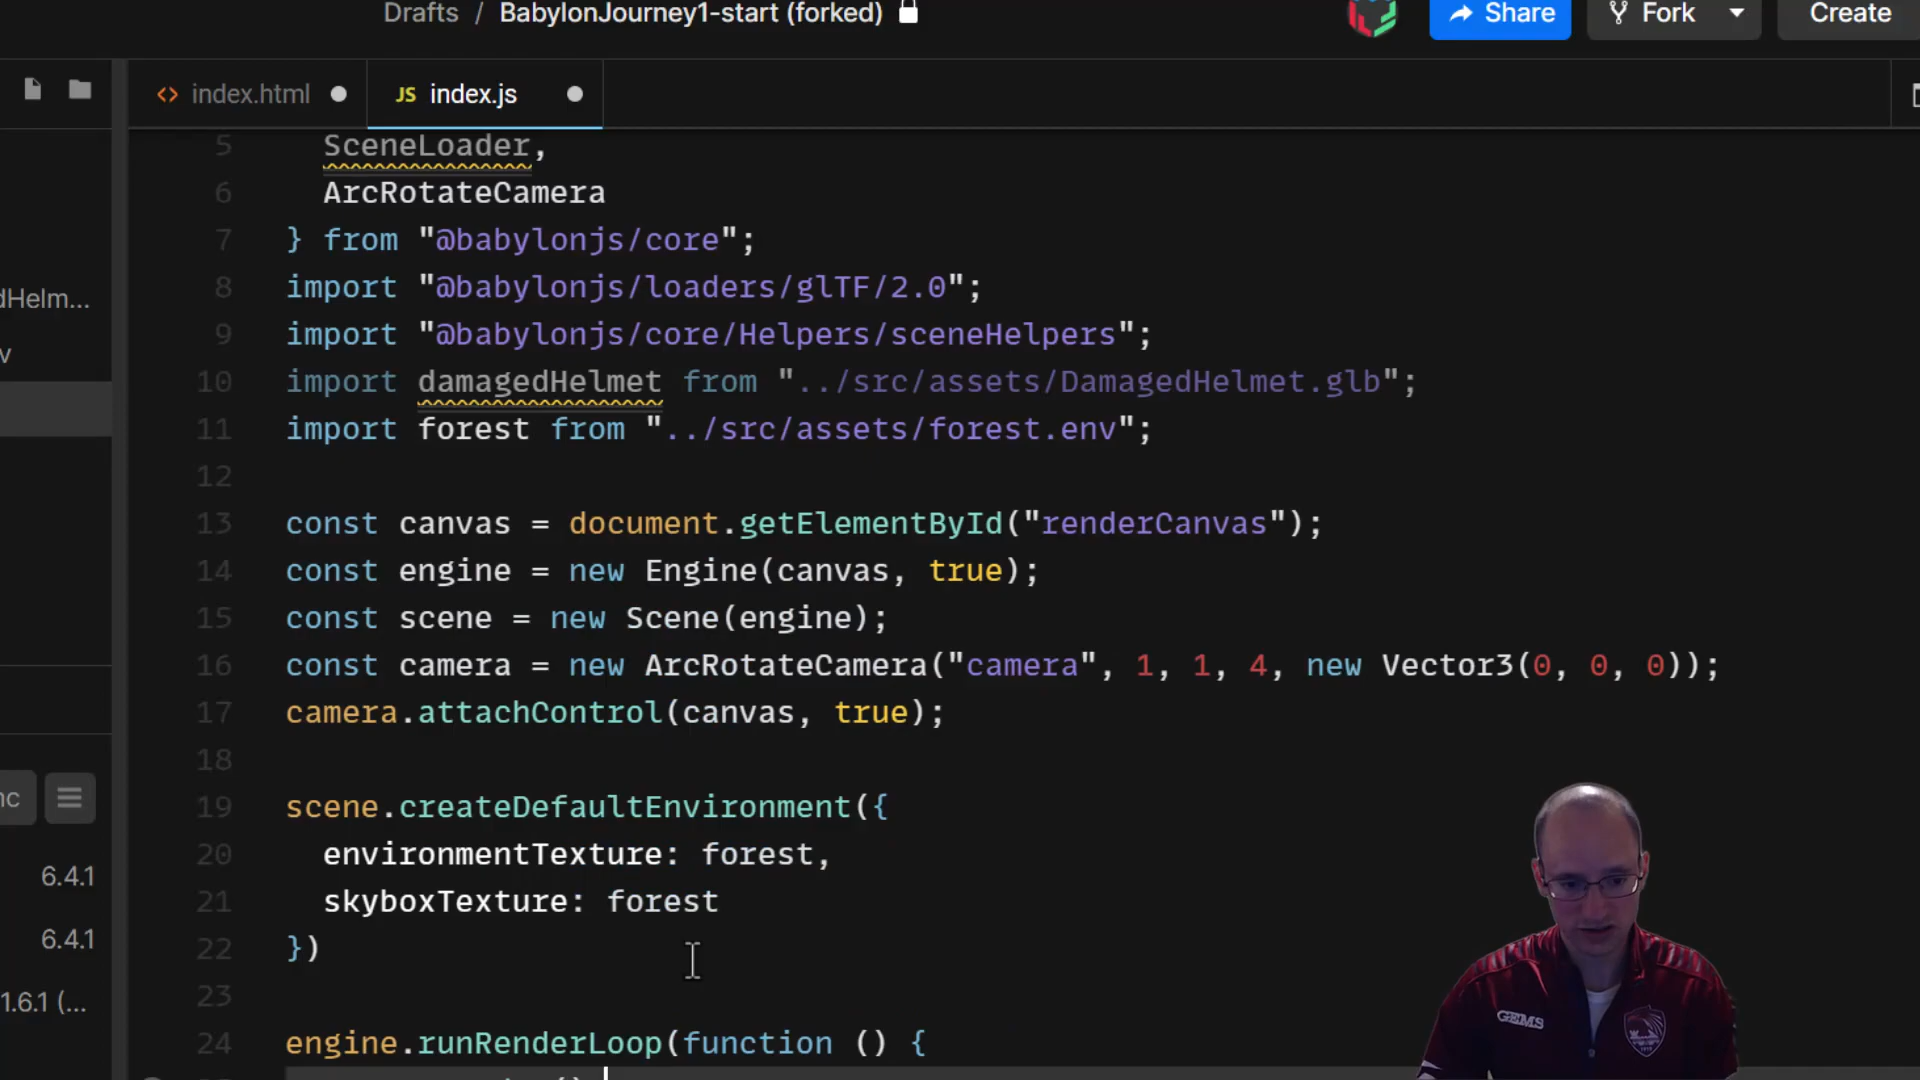 Drafts / BabylonJourney1-start (forked)
Share
Fork
Create
index.html
JS index.js
5 SceneLoader,
6 ArcRotateCamera
7 } from "@babylonjs/core";
8 import "@babylonjs/loaders/glTF/2.0";
9 import "@babylonjs/core/Helpers/sceneHelpers";
10 import damagedHelmet from "../src/assets/DamagedHelmet.glb";
11 import forest from "../src/assets/forest.env";
12
13 const canvas = document.getElementById("renderCanvas");
14 const engine = new Engine(canvas, true);
15 const scene = new Scene(engine);
16 const camera = new ArcRotateCamera("camera", 1, 1, 4, new Vector3(0, 0, 0));
17 camera.attachControl(canvas, true);
18
19 scene.createDefaultEnvironment({
20 environmentTexture: forest,
21 skyboxTexture: forest
22 })
23
24 engine.runRenderLoop(function () {
dHelm...
v
nc
6.4.1
6.4.1
1.6.1 (...
GEMS